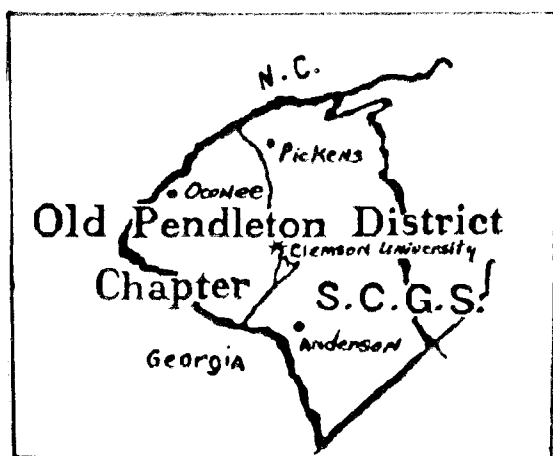 N.C.
Pickens
Oconee
Old Pendleton District
Clemson University
Chapter S.C.G.S.
Anderson
Georgia